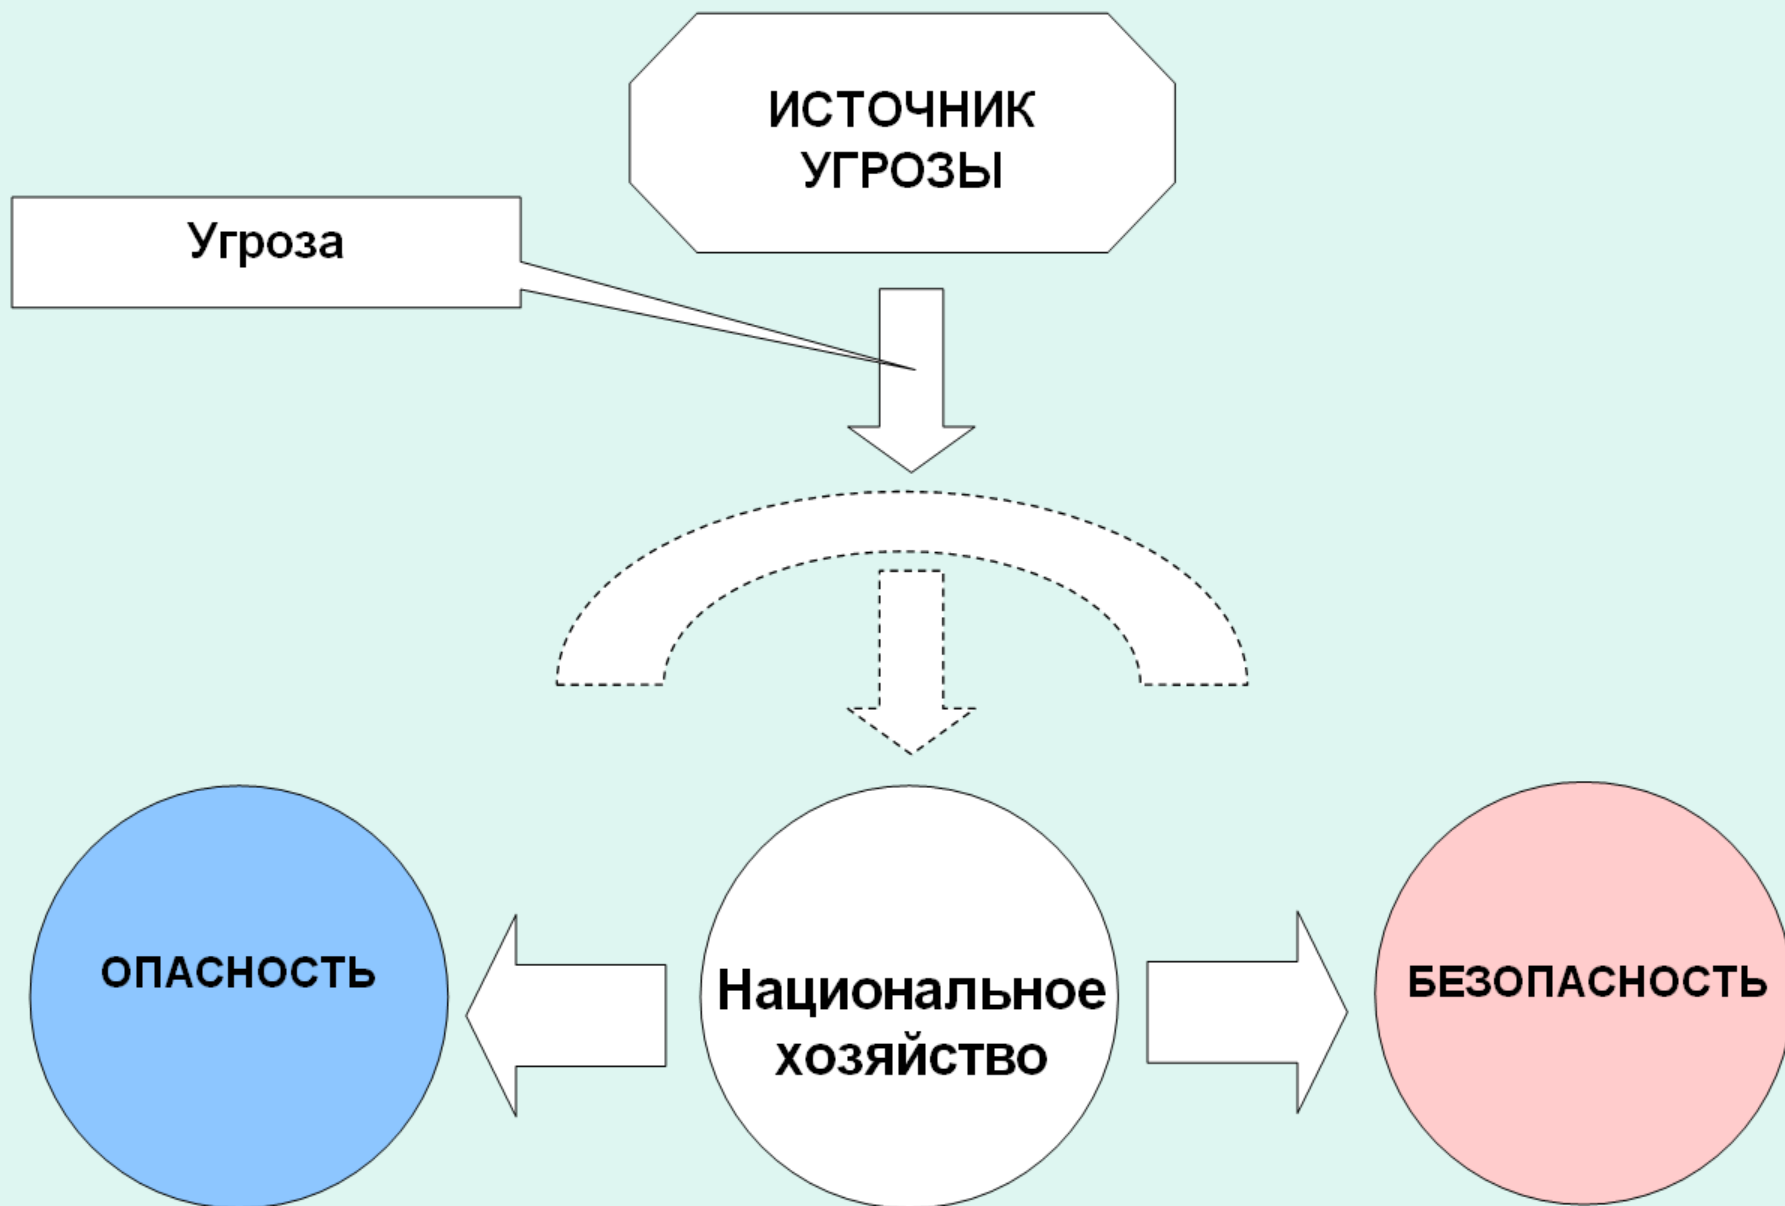 ИСТОЧНИК
УГРОЗЫ
Угроза
ОПАСНОСТЬ
Национальное
хозяйство
БЕЗОПАСНОСТЬ